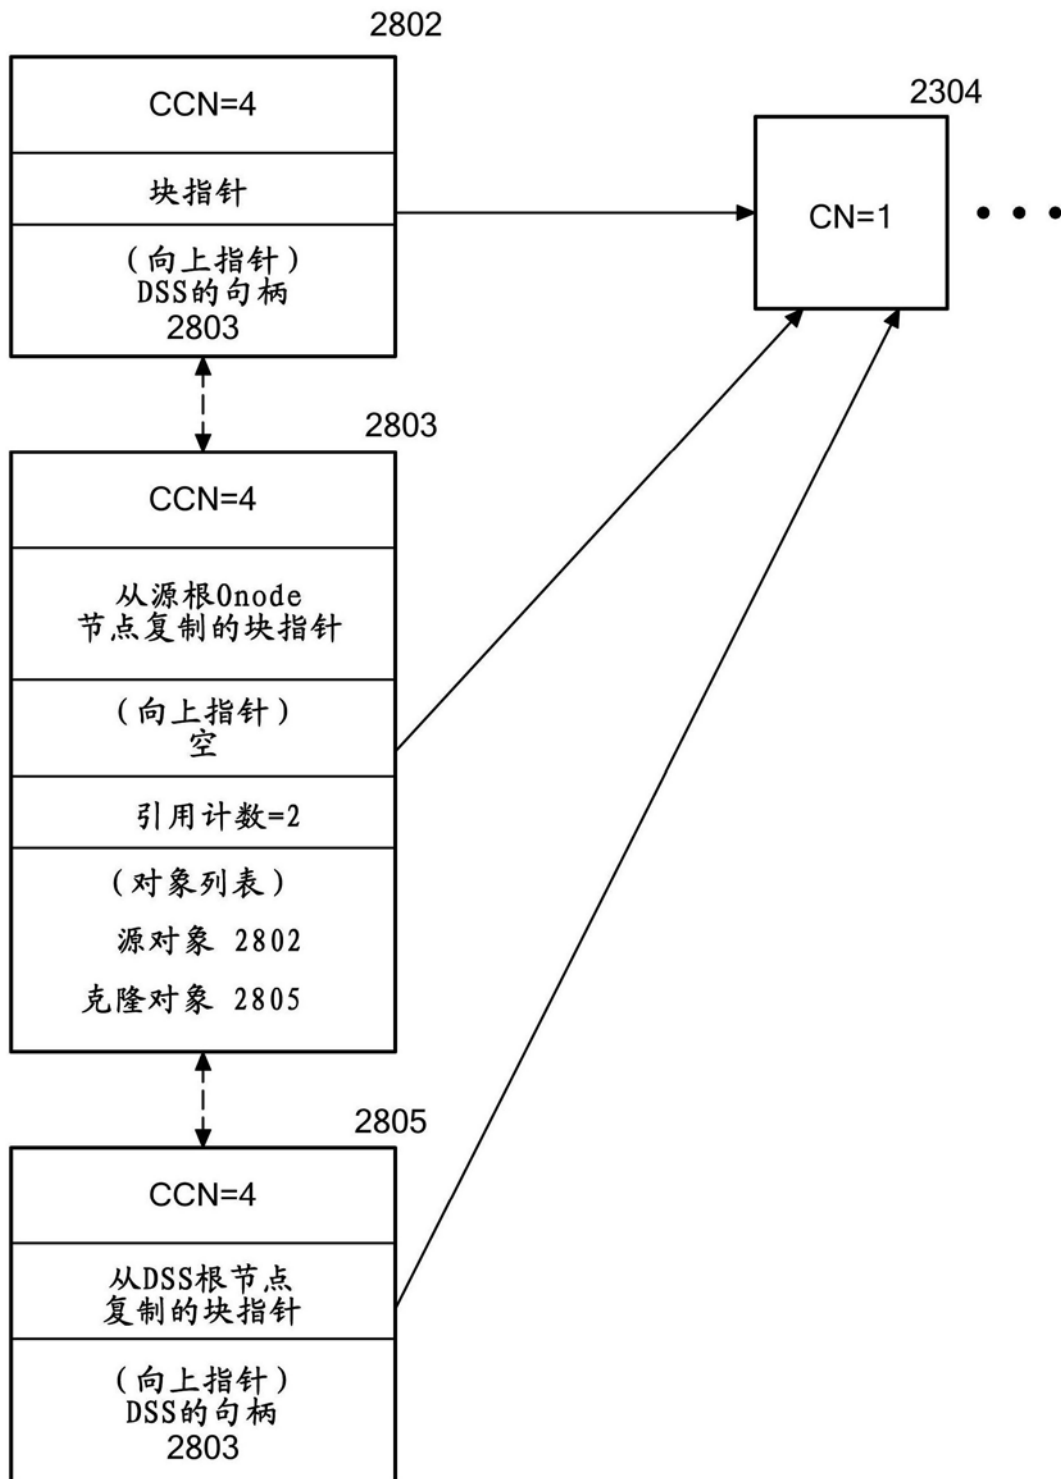 2802
CCN=4
块指针
(向上指针)
DSS的句柄
2803
2304
CN=1
2803
CCN=4
从源根Onode
节点复制的块指针
(向上指针)
空
引用计数=2
(对象列表)
源对象 2802
克隆对象 2805
2805
CCN=4
从DSS根节点
复制的块指针
(向上指针)
DSS的句柄
2803